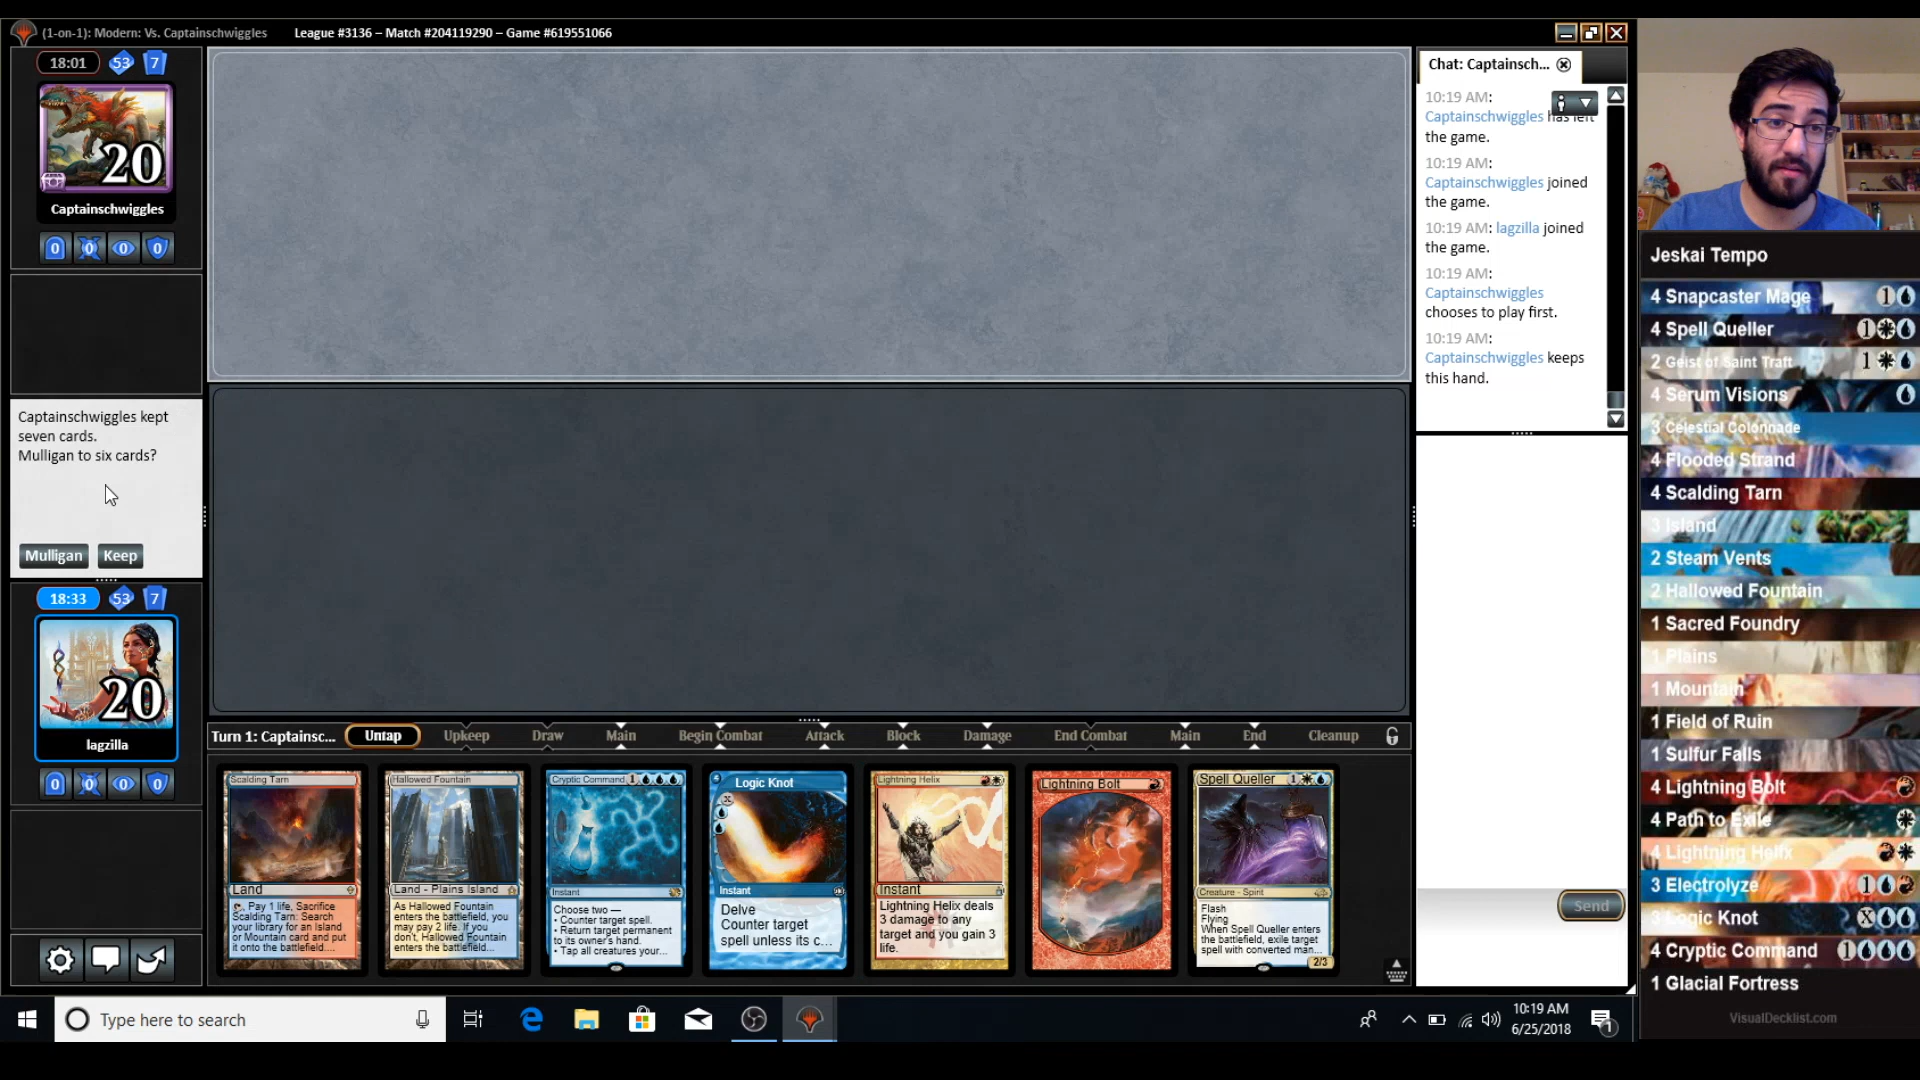 (1-on-1): Modern: Vs. Captainschwiggles
League #3136 – Match #204119290 – Game #619551066
18:01
53
7
20
Captainschwiggles
0
0
0
0
Captainschwiggles kept
seven cards.
Mulligan to six cards?
Mulligan
Keep
18:33
53
7
20
lagzilla
0
0
0
0
Turn 1: Captainsc...
Untap
Upkeep
Draw
Main
Begin Combat
Attack
Block
Damage
End Combat
Main
End
Cleanup
Scalding Tarn
Land
, Pay 1 life, Sacrifice
Scalding Tarn: Search
your library for an Island
or Mountain card and put
it onto the battlefield....
Hallowed Fountain
Land - Plains Island
As Hallowed Fountain
enters the battlefield, you
may pay 2 life. If you
don't, Hallowed Fountain
enters the battlefield...
Cryptic Command
1
Instant
Choose two —
• Counter target spell.
• Return target permanent
to its owner's hand.
• Tap all creatures your...
Logic Knot
X
Instant
Delve
Counter target
spell unless its c...
Lightning Helix
Instant
Lightning Helix deals
3 damage to any
target and you gain 3
life.
Lightning Bolt
Spell Queller
1
Creature - Spirit
Flash
Flying
When Spell Queller enters
the battlefield, exile target
spell with converted man...
2/3
Chat: Captainsch...
10:19 AM:
Captainschwiggles has left
the game.
10:19 AM:
Captainschwiggles joined
the game.
10:19 AM: lagzilla joined
the game.
10:19 AM:
Captainschwiggles
chooses to play first.
10:19 AM:
Captainschwiggles keeps
this hand.
Send
Jeskai Tempo
4 Snapcaster Mage 1
4 Spell Queller 1
2 Geist of Saint Traft 1
4 Serum Visions
3 Celestial Colonnade
4 Flooded Strand
4 Scalding Tarn
3 Island
2 Steam Vents
2 Hallowed Fountain
1 Sacred Foundry
1 Plains
1 Mountain
1 Field of Ruin
1 Sulfur Falls
4 Lightning Bolt
4 Path to Exile
4 Lightning Helix
3 Electrolyze 1
3 Logic Knot X
4 Cryptic Command 1
1 Glacial Fortress
VisualDecklist.com
Type here to search
10:19 AM
6/25/2018
1